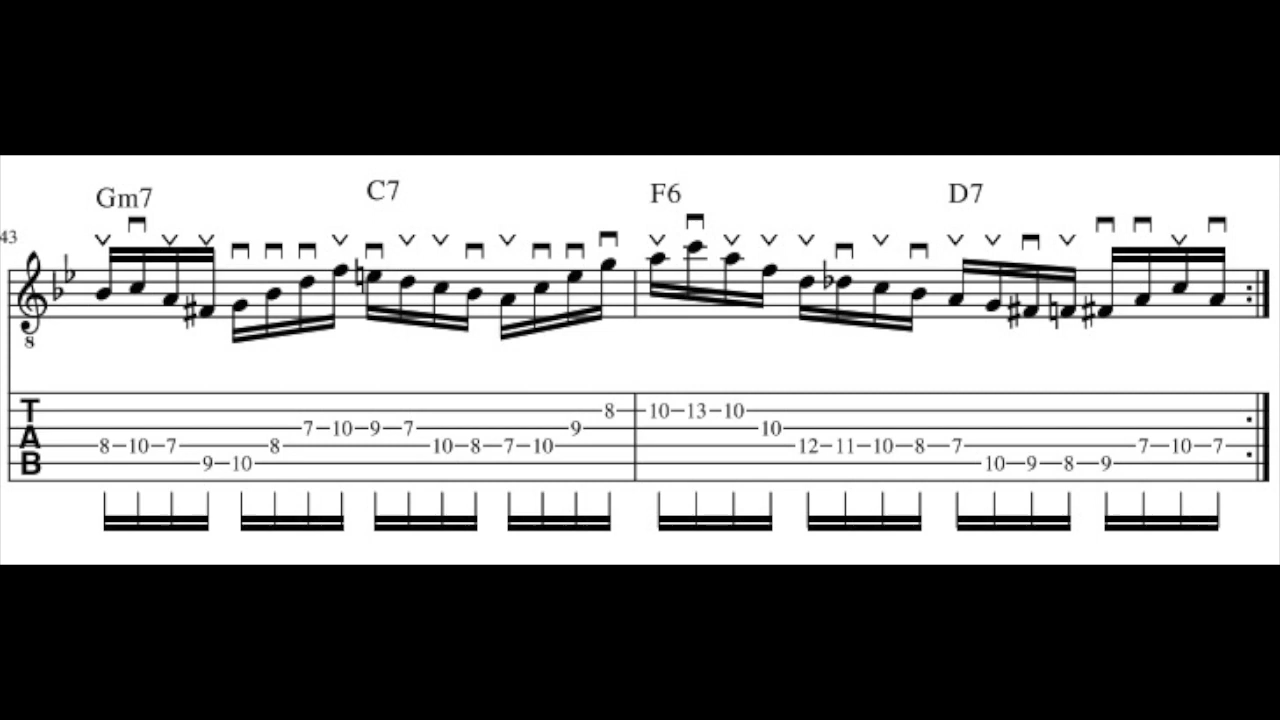 Gm7 C7 F6 D7
43
8
T
A
B
8 10 13 10
7 10 9 7 9 10
8 10 7 8 10 8 7 10 12 11 10 8 7 7 10 7
9 10 10 9 8 9